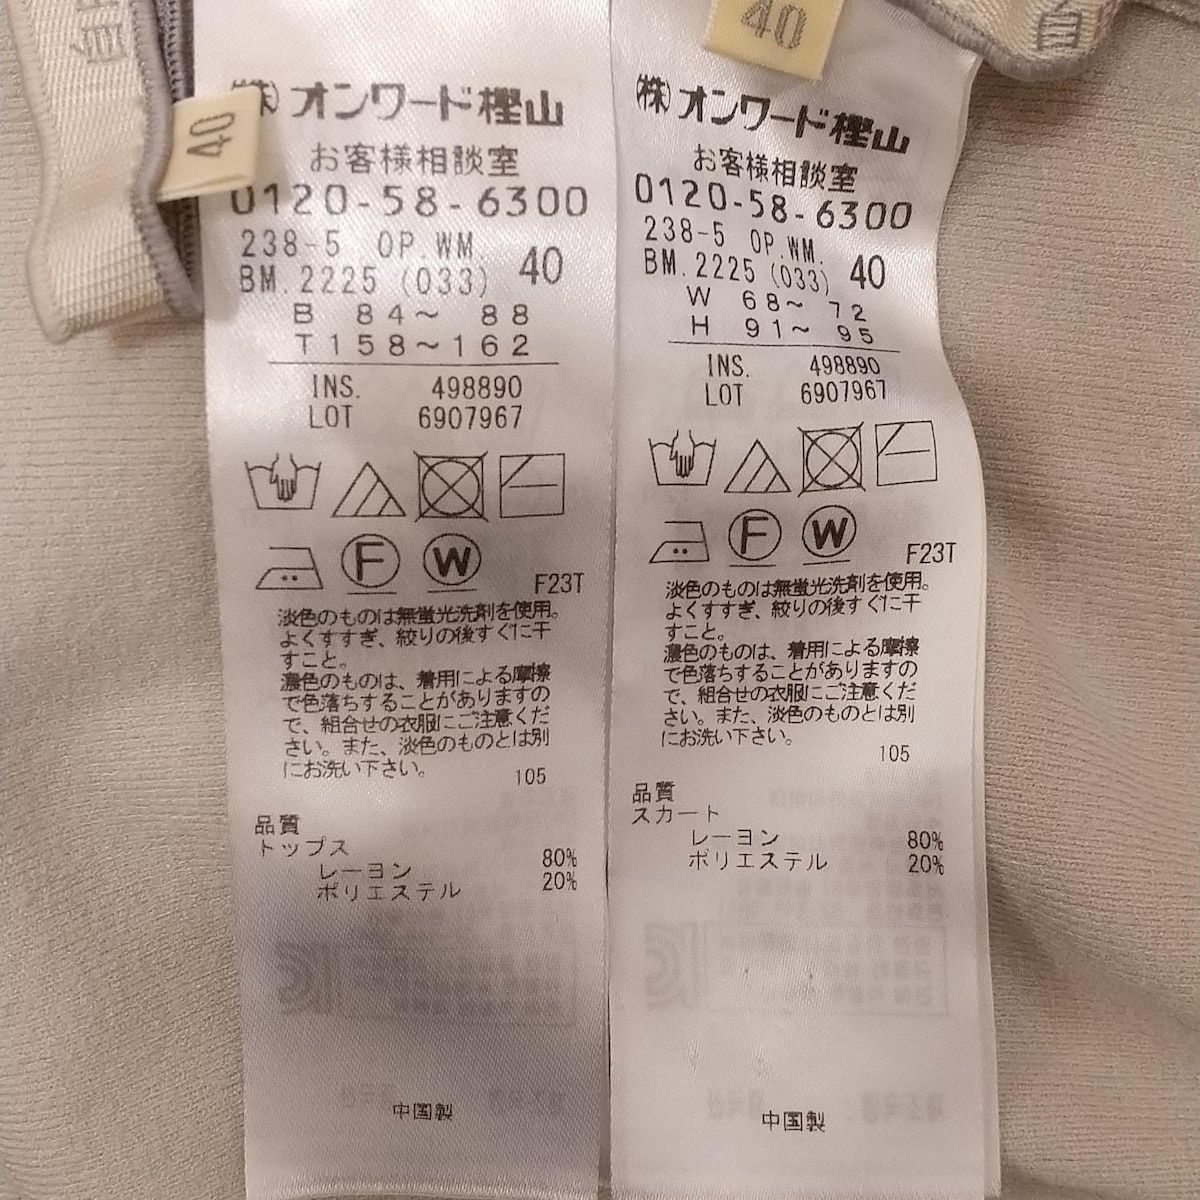 40
㈱オンワード樫山
お客様相談室
0120-58-6300
238-5 OP.WM.
BM.2225 (033) 40
B 84～ 88
T158～162
INS. 498890
LOT 6907967
F
W
F23T
淡色のものは無蛍光洗剤を使用。
よくすすぎ、絞りの後すぐに干
すこと。
濃色のものは、着用による摩擦
で色落ちすることがありますの
で、組合せの衣服にご注意くだ
さい。また、淡色のものとは別
にお洗い下さい。
105
品質
トップス
レーヨン 80%
ポリエステル 20%
中国製
40
㈱オンワード樫山
お客様相談室
0120-58-6300
238-5 OP.WM.
BM.2225 (033) 40
W 68～ 72
H 91～ 95
INS. 498890
LOT 6907967
F
W
F23T
淡色のものは無蛍光洗剤を使用。
よくすすぎ、絞りの後すぐに干
すこと。
濃色のものは、着用による摩擦
で色落ちすることがありますの
で、組合せの衣服にご注意くだ
さい。また、淡色のものとは別
にお洗い下さい。
105
品質
スカート
レーヨン 80%
ポリエステル 20%
中国製